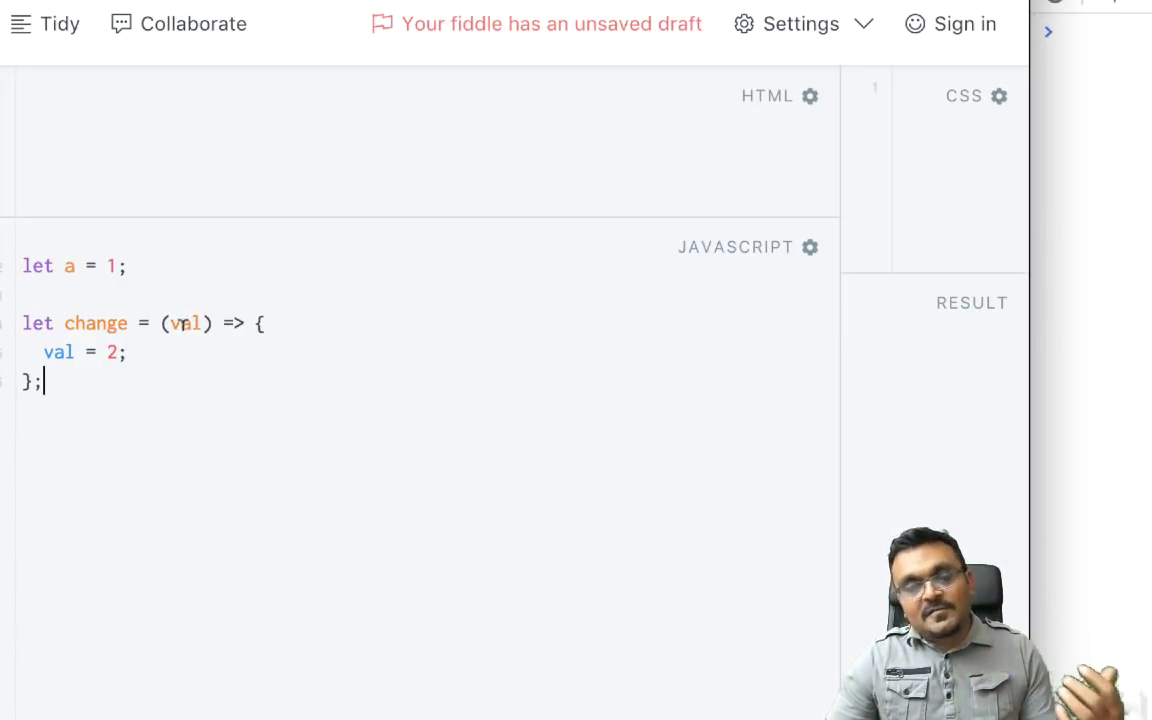 Tidy Collaborate Your fiddle has an unsaved draft Settings Sign in
HTML
1 CSS
JAVASCRIPT
let a = 1;
RESULT
let change = (val) => {
val = 2;
};